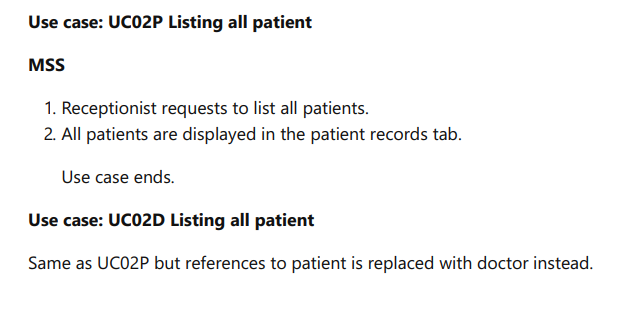 Use case: UC02P Listing all patient
MSS
1. Receptionist requests to list all patients.
2. All patients are displayed in the patient records tab.
Use case ends.
Use case: UC02D Listing all patient
Same as UC02P but references to patient is replaced with doctor instead.